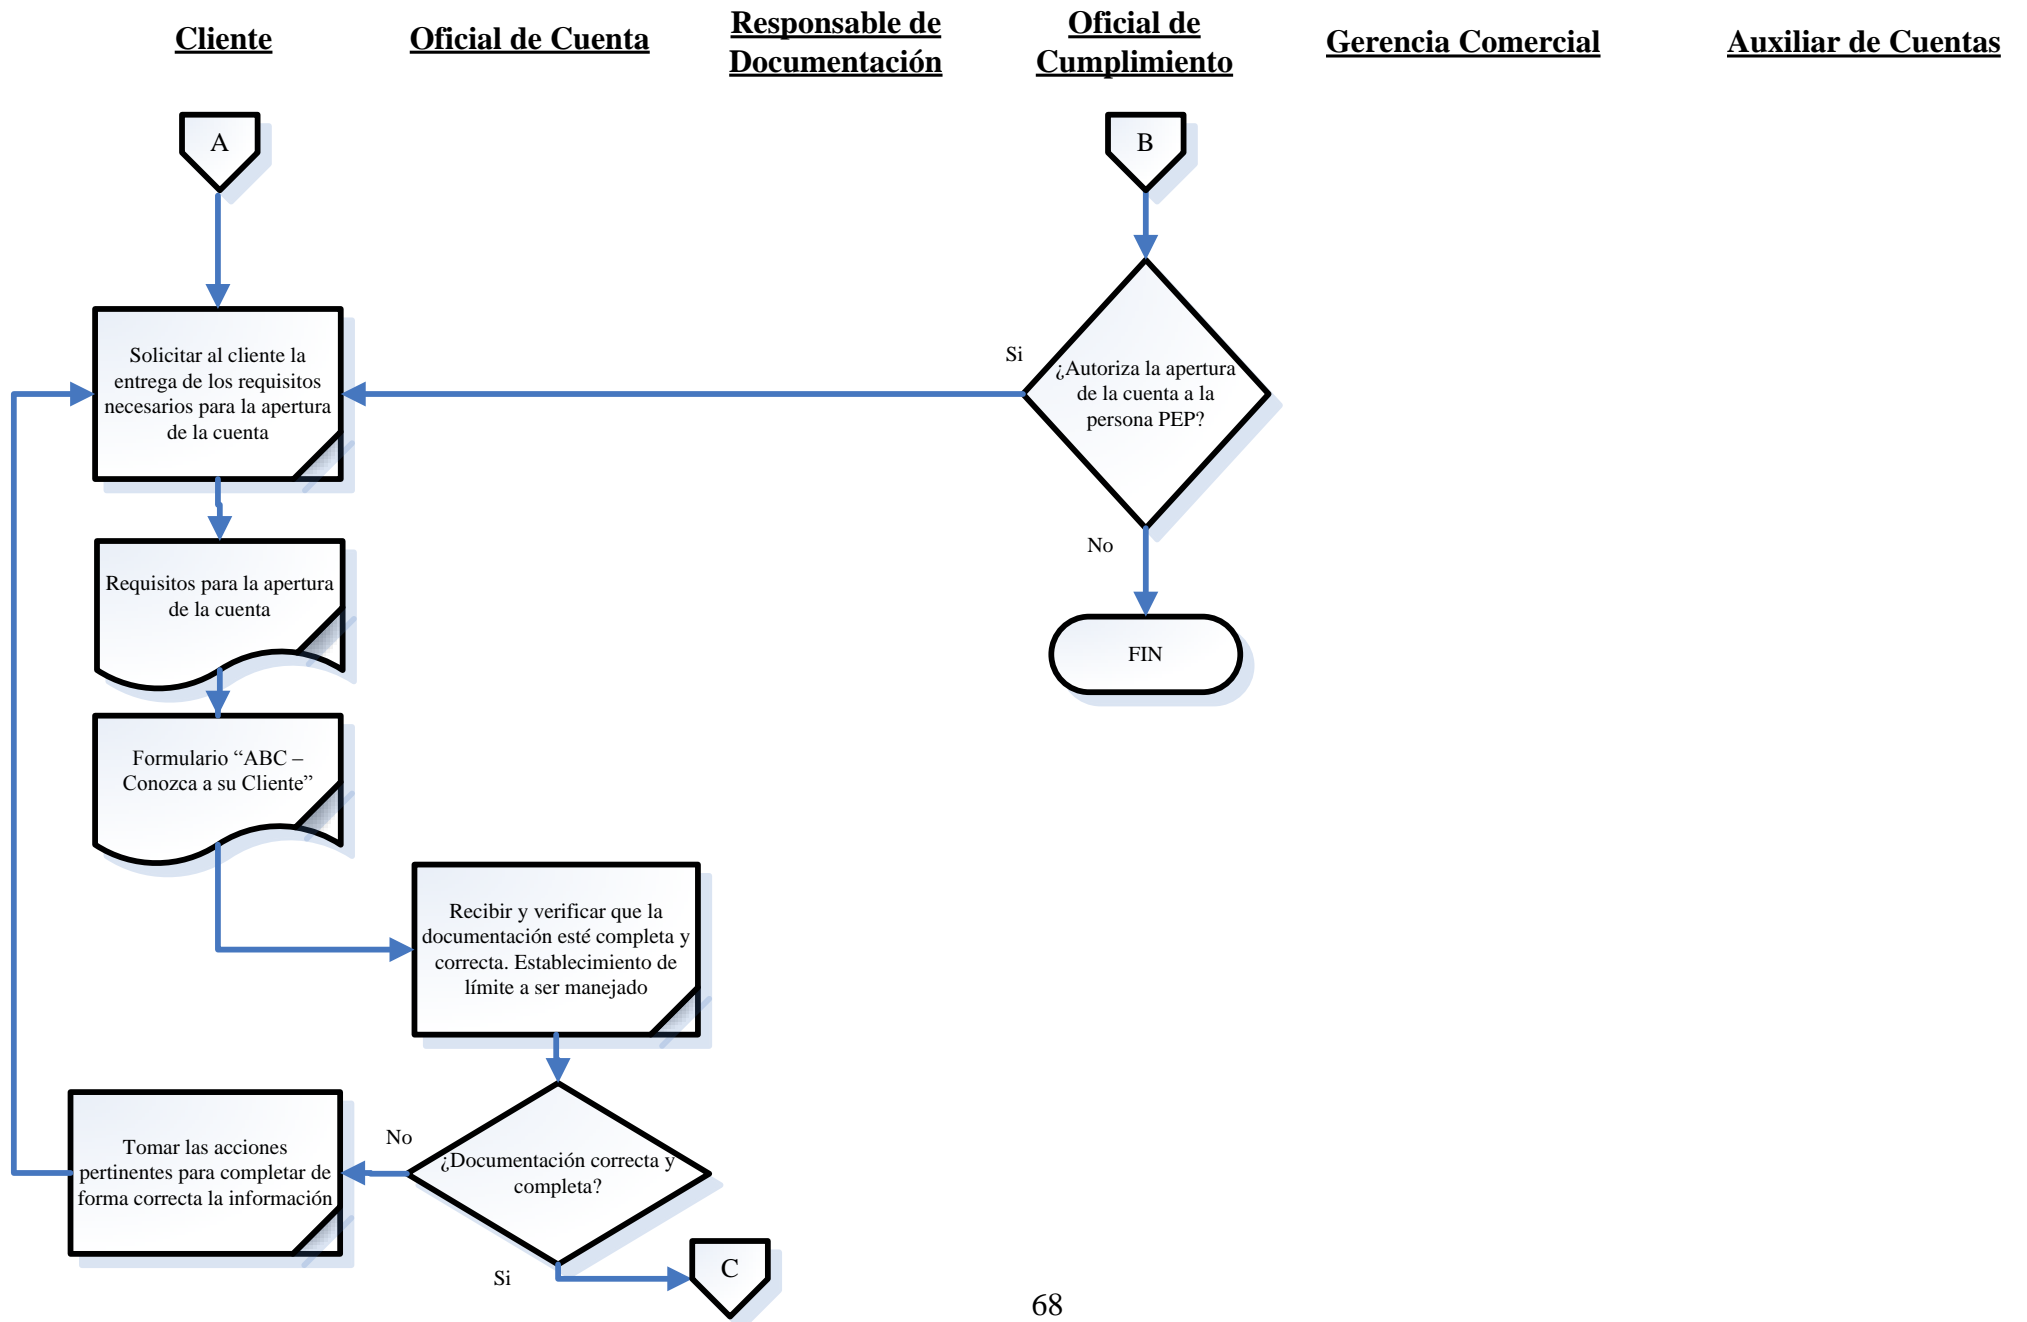 Cliente
Oficial de Cuenta
Responsable de
Documentación
Oficial de
Cumplimiento
Gerencia Comercial
Auxiliar de Cuentas
A
B
Solicitar al cliente la
entrega de los requisitos
necesarios para la apertura
de la cuenta
Si
¿Autoriza la apertura
de la cuenta a la
persona PEP?
No
Requisitos para la apertura
de la cuenta
FIN
Formulario “ABC –
Conozca a su Cliente”
Recibir y verificar que la
documentación esté completa y
correcta. Establecimiento de
límite a ser manejado
Tomar las acciones
pertinentes para completar de
forma correcta la información
No
¿Documentación correcta y
completa?
Si
C
68